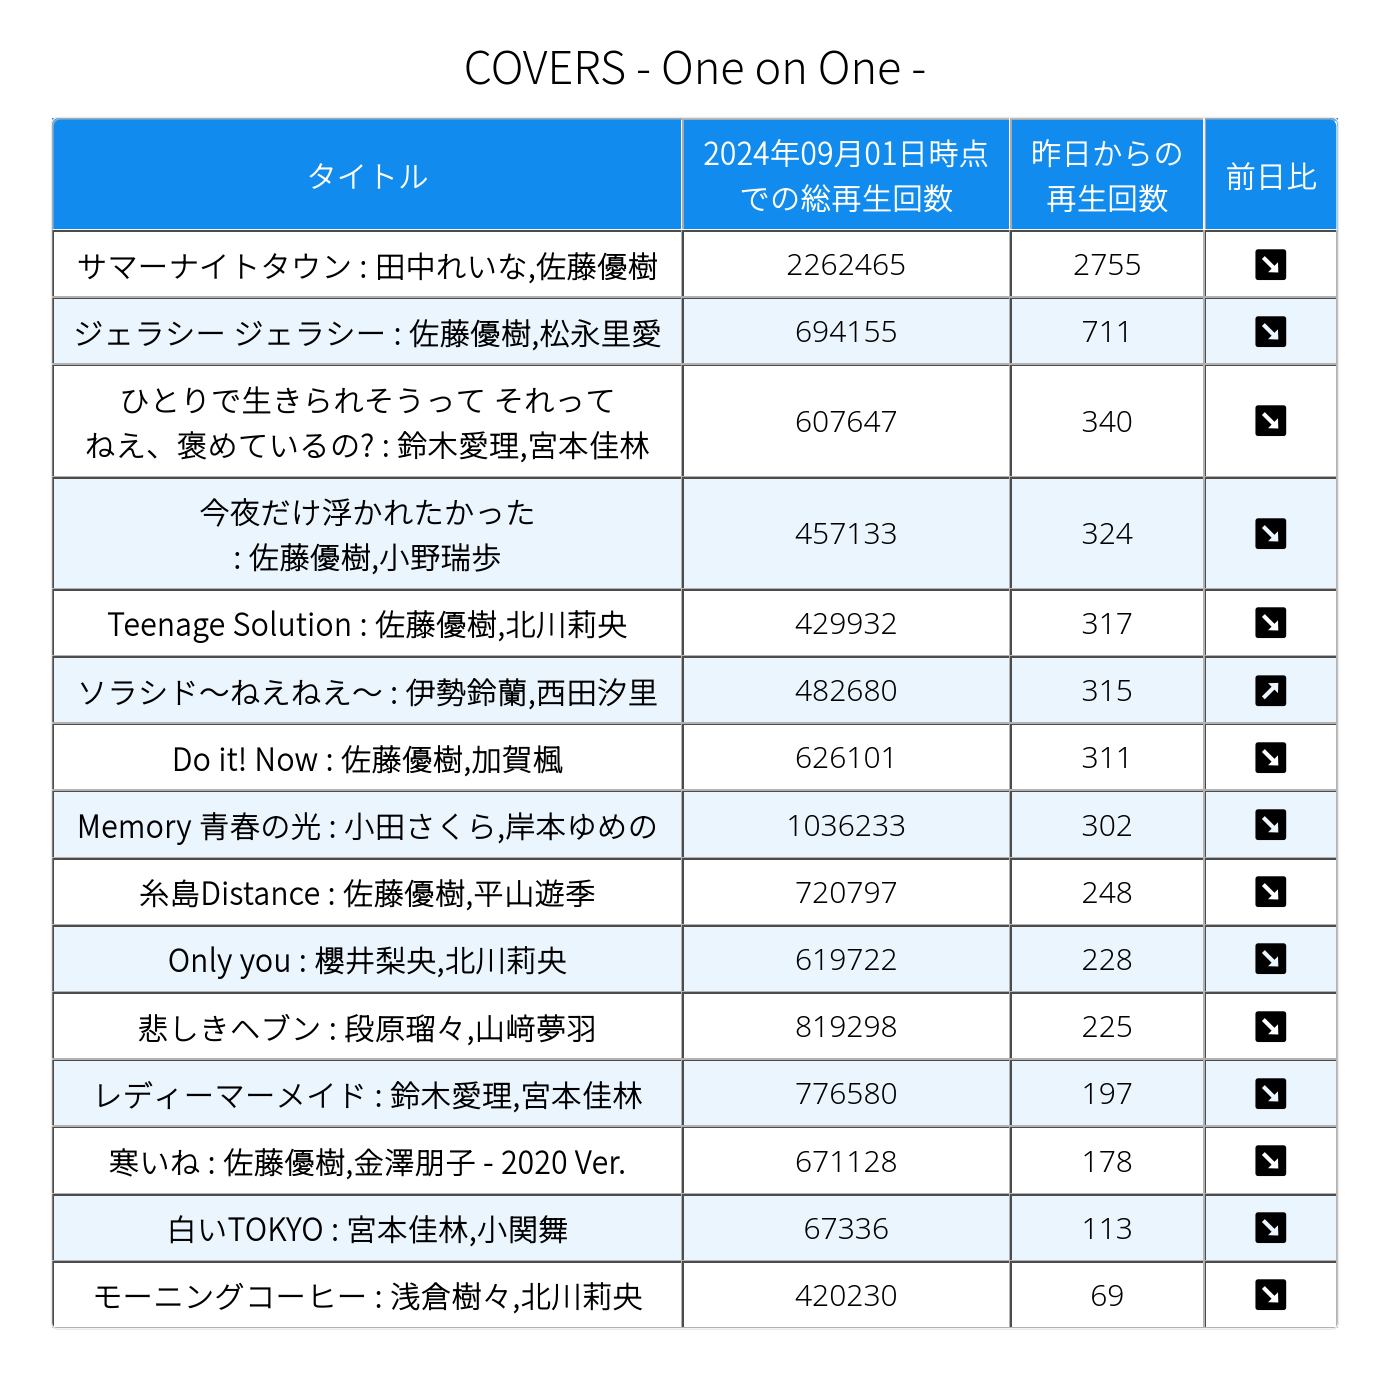 COVERS - One on One -
タイトル
2024年09月01日時点
での総再生回数
昨日からの
再生回数
前日比
サマーナイトタウン : 田中れいな,佐藤優樹 2262465 2755
ジェラシー ジェラシー : 佐藤優樹,松永里愛 694155 711
ひとりで生きられそうって それって
ねえ、褒めているの? : 鈴木愛理,宮本佳林 607647 340
今夜だけ浮かれたかった
: 佐藤優樹,小野瑞歩 457133 324
Teenage Solution : 佐藤優樹,北川莉央 429932 317
ソラシド〜ねえねえ〜 : 伊勢鈴蘭,西田汐里 482680 315
Do it! Now : 佐藤優樹,加賀楓 626101 311
Memory 青春の光 : 小田さくら,岸本ゆめの 1036233 302
糸島Distance : 佐藤優樹,平山遊季 720797 248
Only you : 櫻井梨央,北川莉央 619722 228
悲しきヘブン : 段原瑠々,山﨑夢羽 819298 225
レディーマーメイド : 鈴木愛理,宮本佳林 776580 197
寒いね : 佐藤優樹,金澤朋子 - 2020 Ver. 671128 178
白いTOKYO : 宮本佳林,小関舞 67336 113
モーニングコーヒー : 浅倉樹々,北川莉央 420230 69